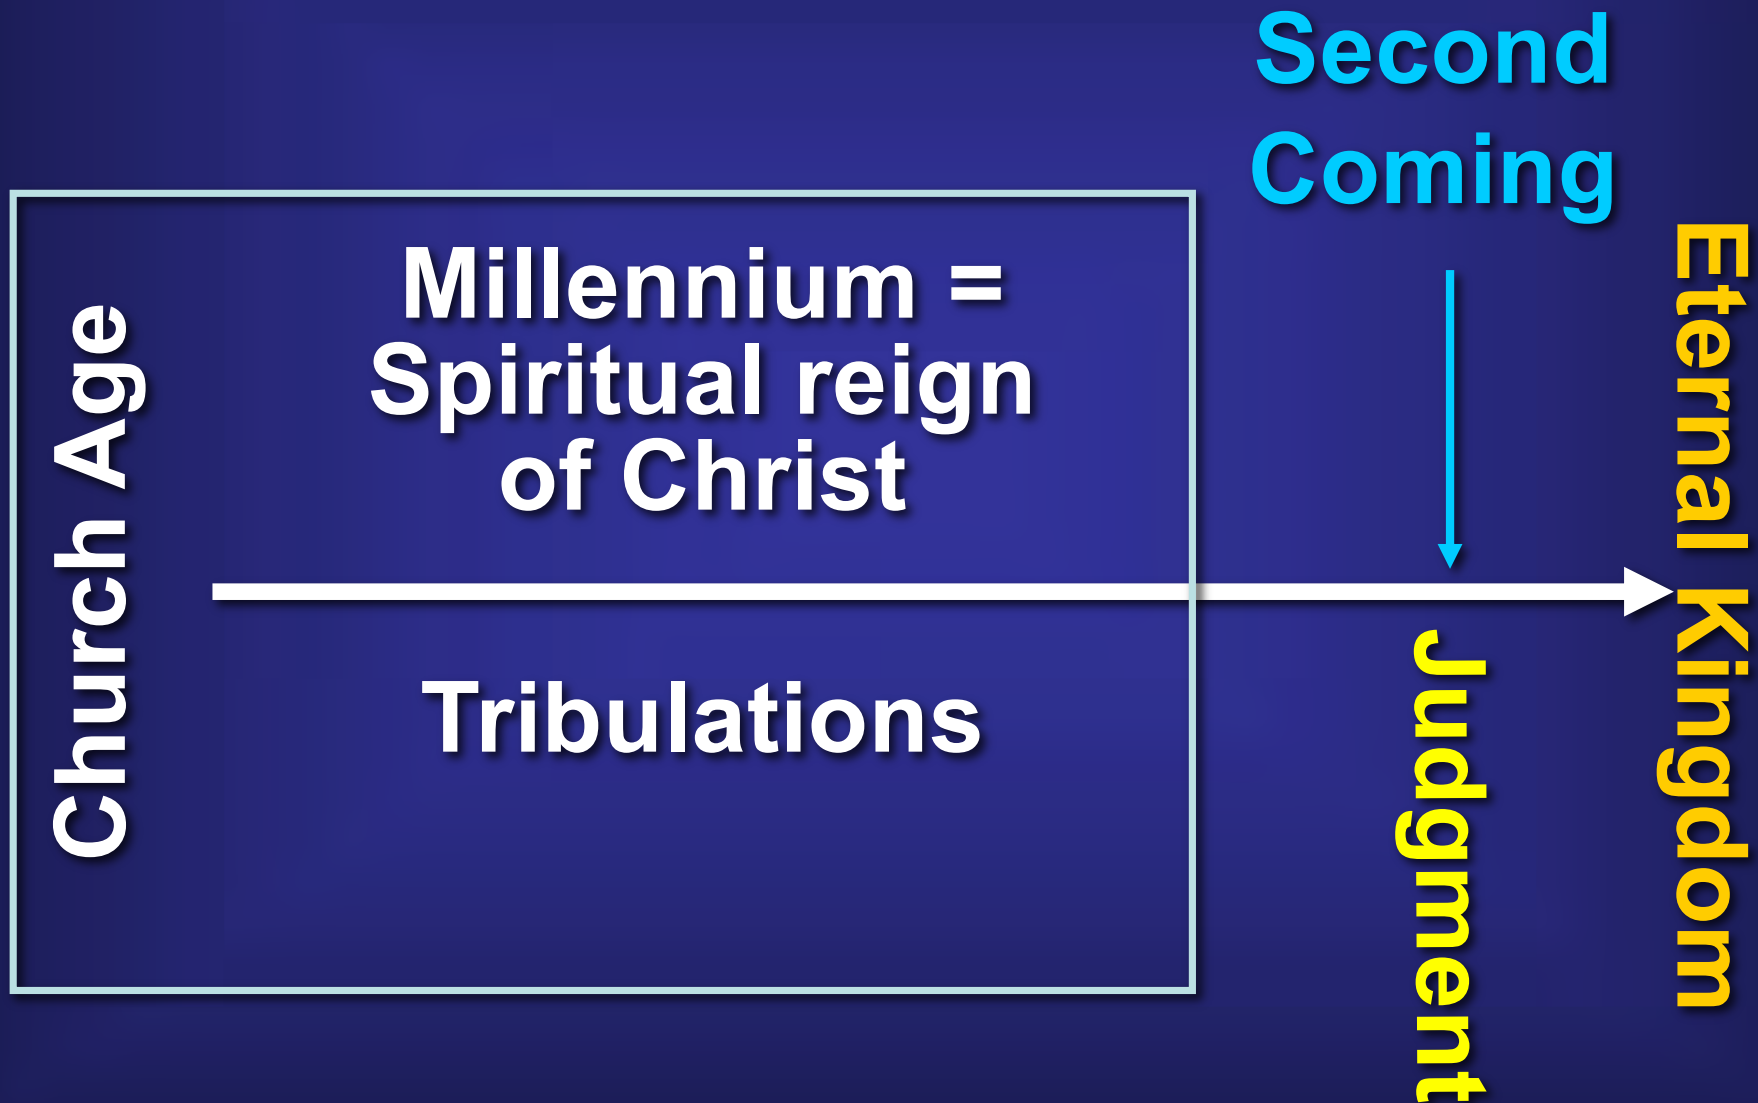 Second
Coming
Church Age
Millennium =
Spiritual reign
of Christ
Tribulations
Judgment
Eternal Kingdom